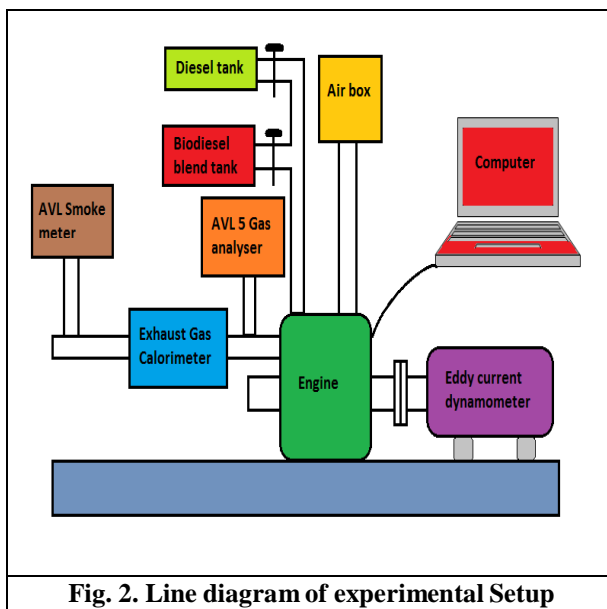 Diesel tank
Air box
Biodiesel
blend tank
Computer
AVL Smoke
meter
AVL 5 Gas
analyser
Exhaust Gas
Calorimeter
Engine
Eddy current
dynamometer
Fig. 2. Line diagram of experimental Setup